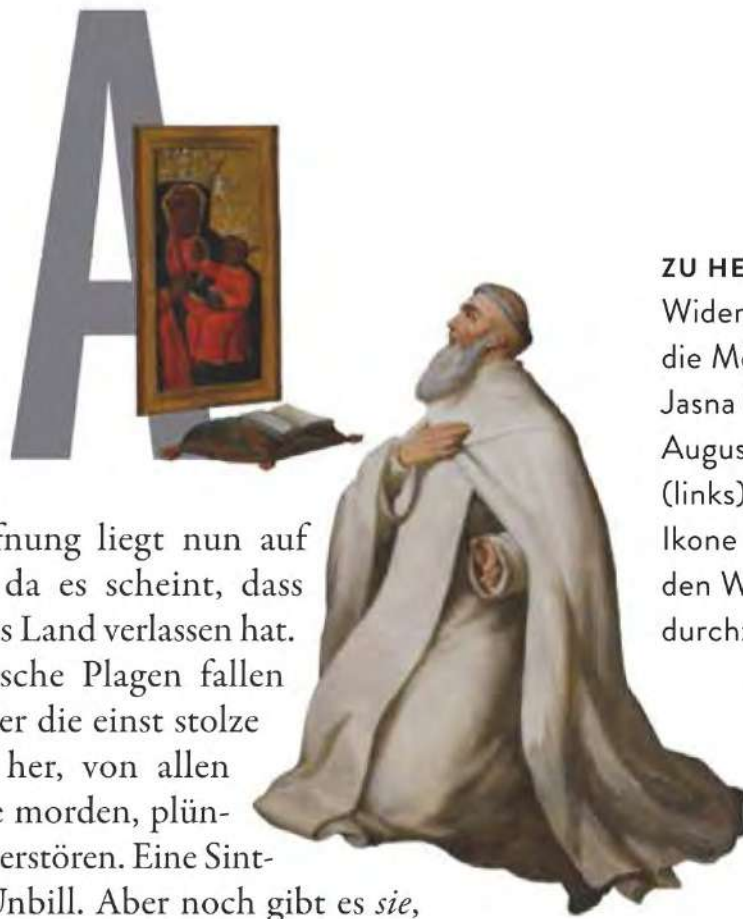 A
fnung liegt nun auf
da es scheint, dass
s Land verlassen hat.
sche Plagen fallen
er die einst stolze
her, von allen
e morden, plün-
erstören. Eine Sint-
Unbill. Aber noch gibt es sie,
ZU HE
Wider
die M
Jasna
Augus
(links)
Ikone
den W
durch